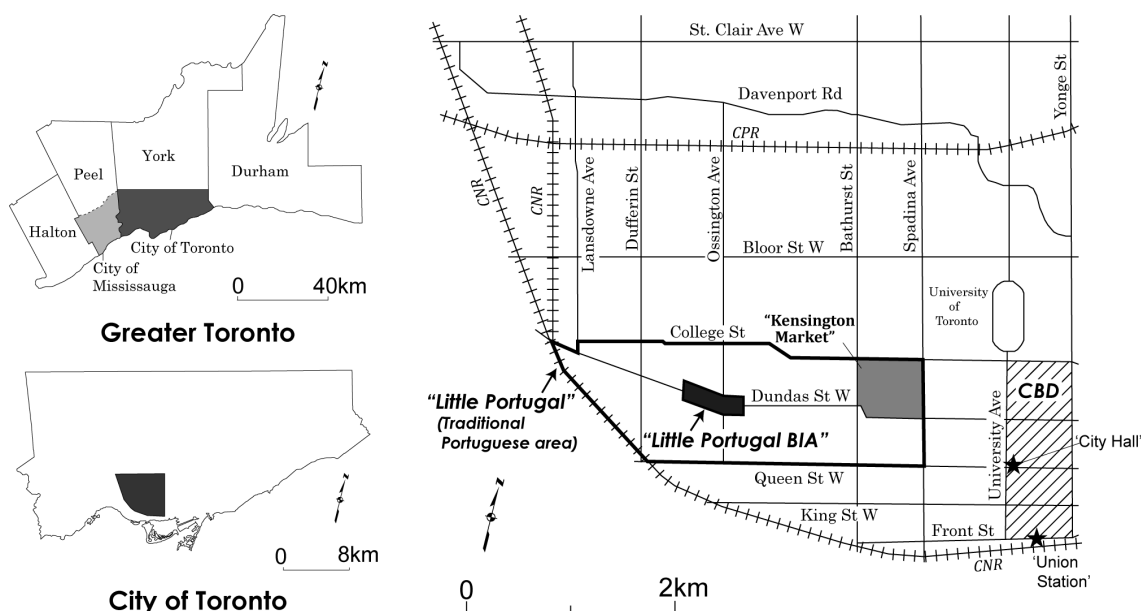 N
York
Peel
Durham
Halton
City of Toronto
City of
Mississauga
0 40km
Greater Toronto
N
0 8km
City of Toronto
St. Clair Ave W
Davenport Rd
Yonge St
CPR
CNR
CNR
Lansdowne Ave
Dufferin St
Ossington Ave
Bathurst St
Spadina Ave
Bloor St W
University
of
Toronto
"Kensington
Market"
College St
"Little Portugal"
(Traditional
Portuguese area)
Dundas St W
"Little Portugal BIA"
CBD
University Ave
'City Hall'
Queen St W
King St W
Front St
CNR
'Union
Station'
N
0 2km